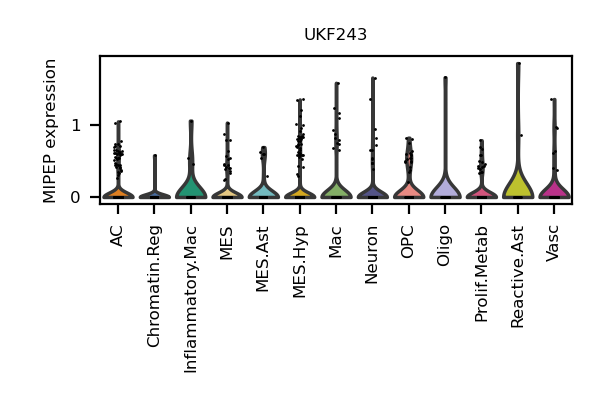 UKF243
MIPEP expression
1
0
AC
Chromatin.Reg
Inflammatory.Mac
MES
MES.Ast
MES.Hyp
Mac
Neuron
OPC
Oligo
Prolif.Metab
Reactive.Ast
Vasc